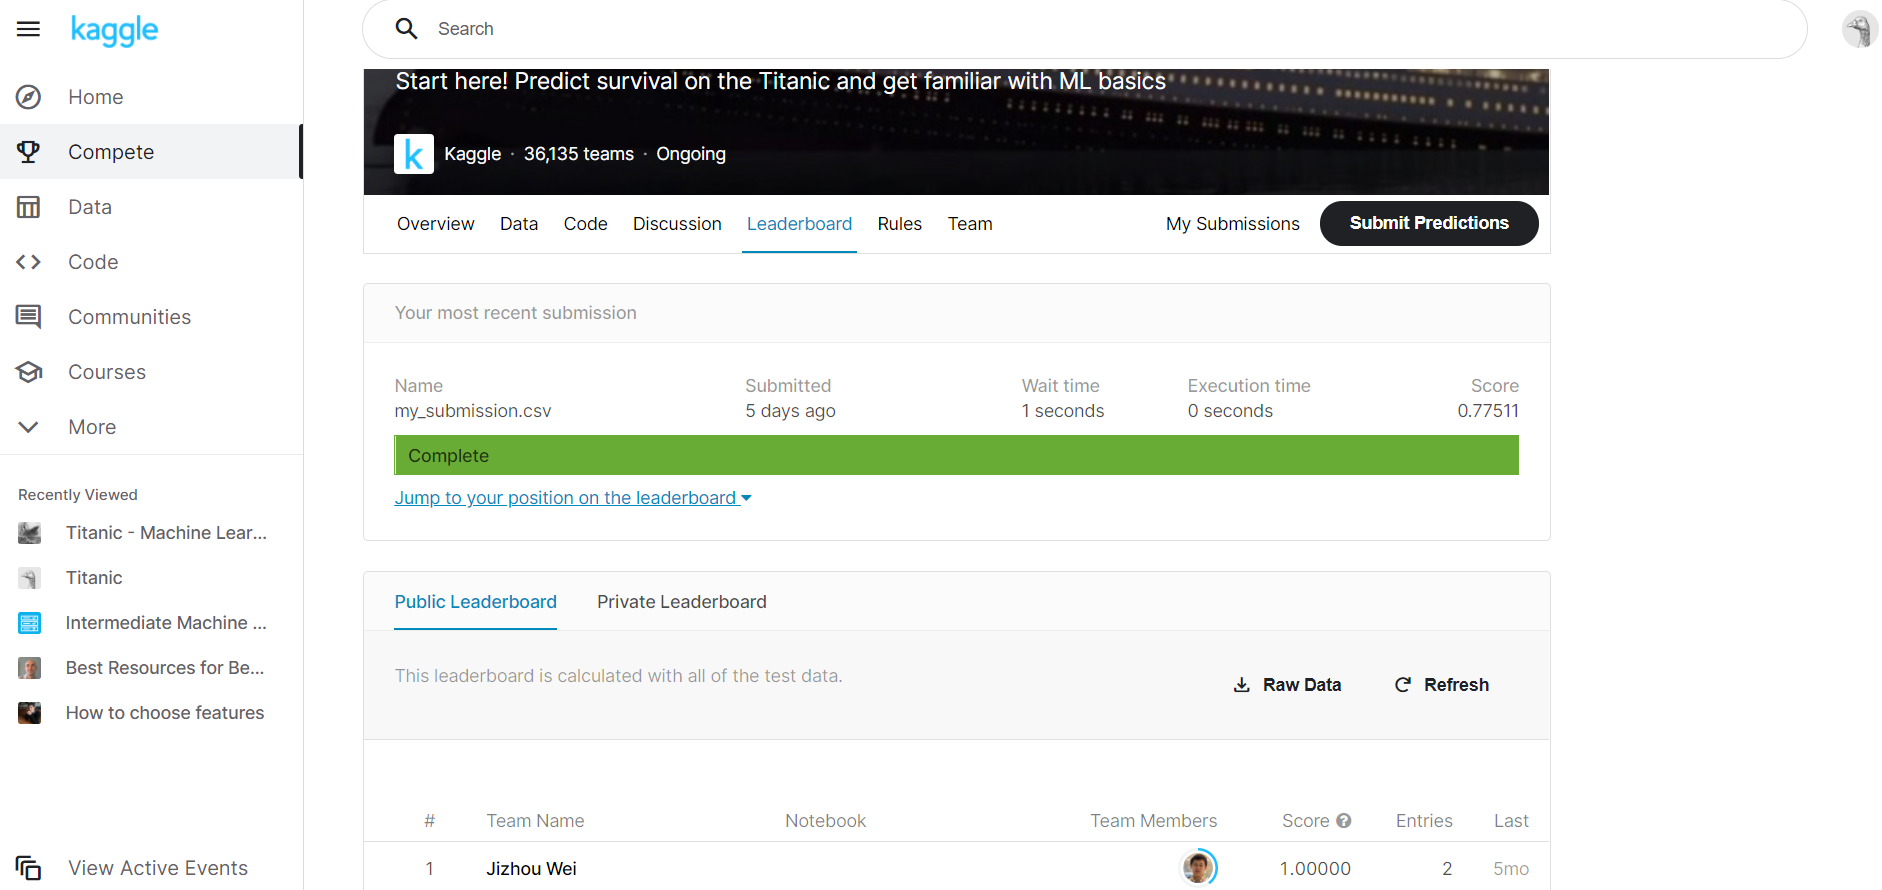 kaggle
Search
Home
Compete
Data
Code
Communities
Courses
More
Recently Viewed
Titanic - Machine Lear...
Titanic
Intermediate Machine ...
Best Resources for Be...
How to choose features
View Active Events
Start here! Predict survival on the Titanic and get familiar with ML basics
k
Kaggle · 36,135 teams · Ongoing
Overview Data Code Discussion Leaderboard Rules Team My Submissions Submit Predictions
Your most recent submission
Name Submitted Wait time Execution time Score
my_submission.csv 5 days ago 1 seconds 0 seconds 0.77511
Complete
Jump to your position on the leaderboard
Public Leaderboard Private Leaderboard
This leaderboard is calculated with all of the test data.
Raw Data Refresh
# Team Name Notebook Team Members Score Entries Last
1 Jizhou Wei 1.00000 2 5mo